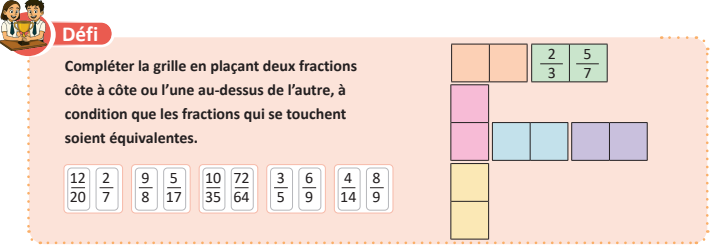 Défi
Compléter la grille en plaçant deux fractions
côte à côte ou l'une au-dessus de l'autre, à
condition que les fractions qui se touchent
soient équivalentes.
2/3 5/7
12/20 2/7 9/8 5/17 10/35 72/64 3/5 6/9 4/14 8/9